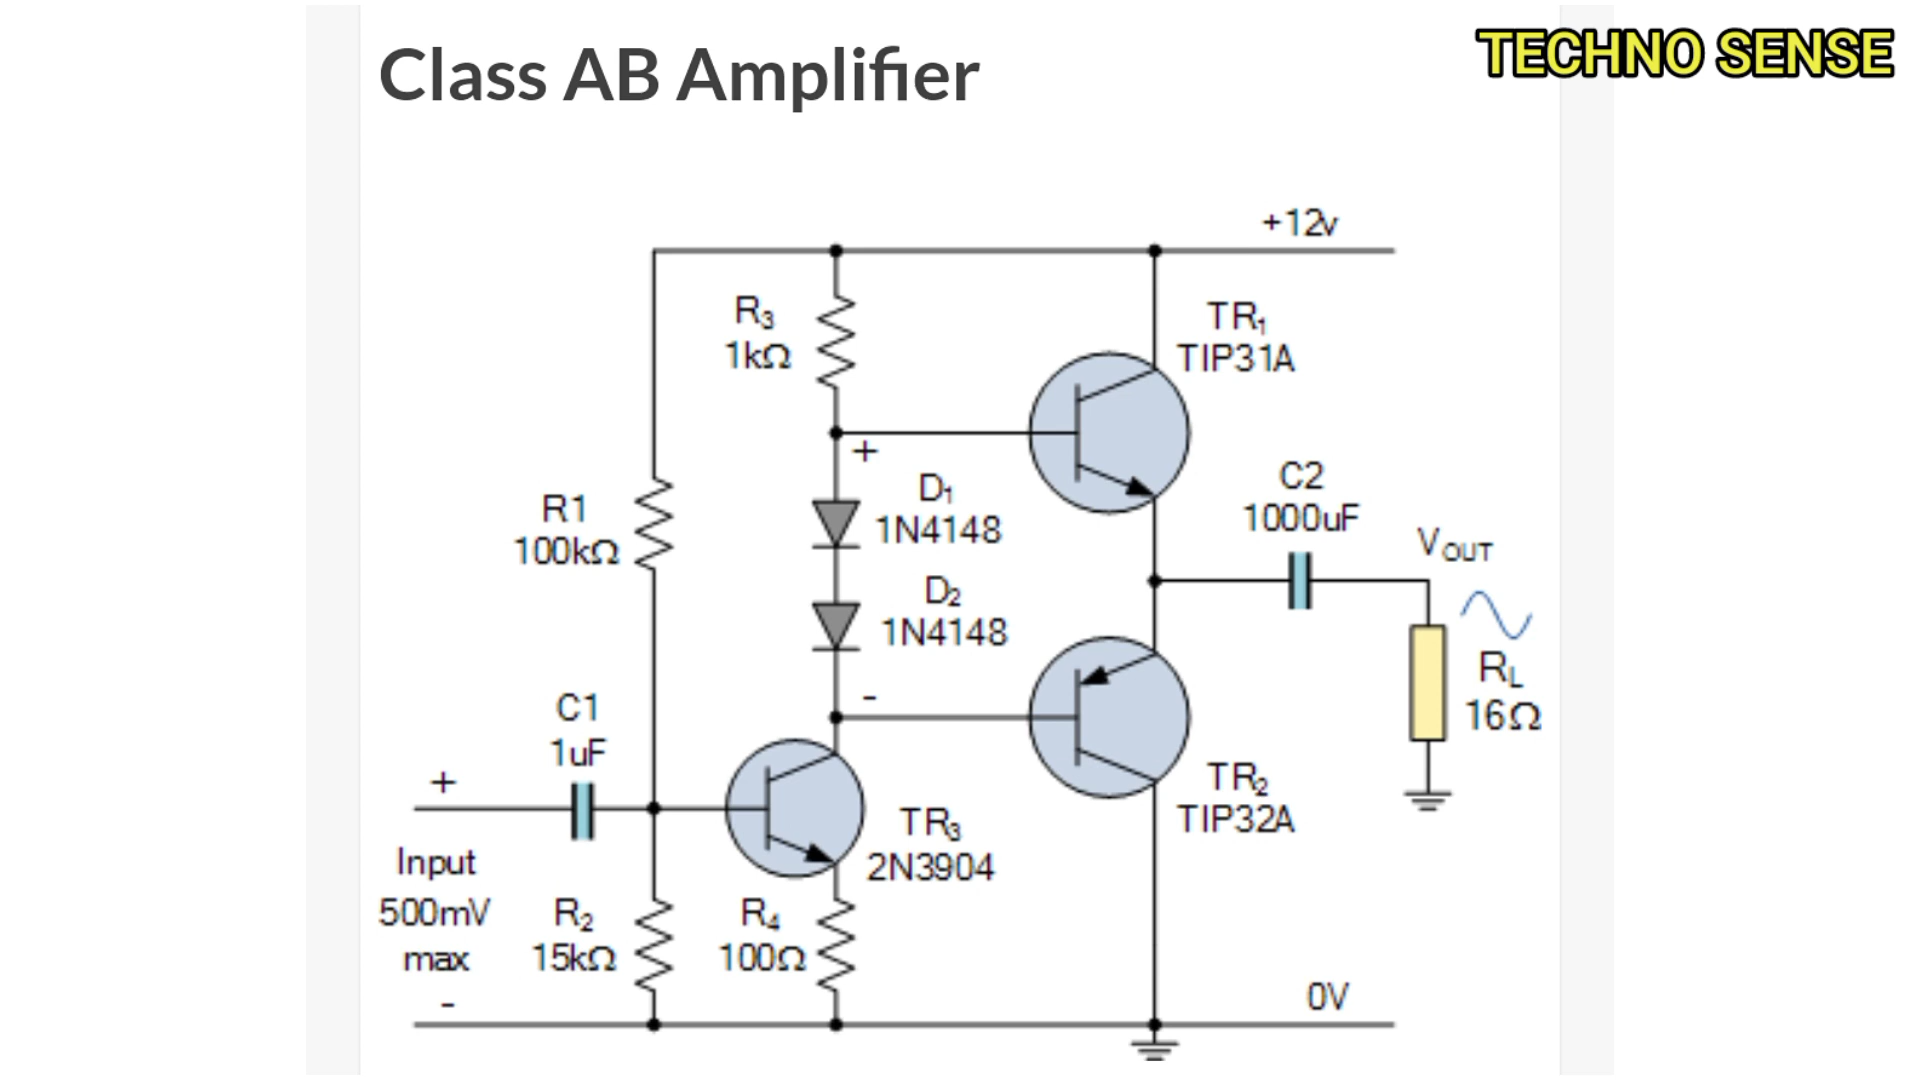 Class AB Amplifier
TECHNO SENSE
+12v
R3
1kΩ
TR1
TIP31A
+
R1
100kΩ
D1
1N4148
C2
1000uF
VOUT
D2
1N4148
RL
16Ω
-
C1
1uF
+
TR2
TIP32A
TR3
2N3904
Input
500mV
max
-
R2
15kΩ
R4
100Ω
0V